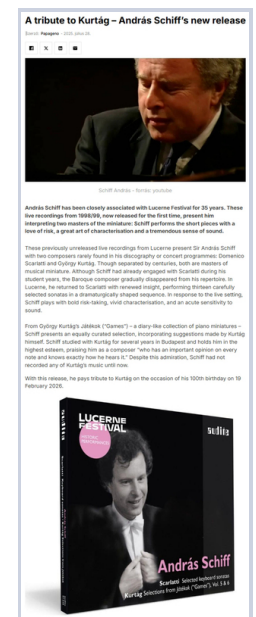 A tribute to Kurtág – András Schiff's new release
Papageno
Schiff András – forrás: youtube
András Schiff has been closely associated with Lucerne Festival for 35 years. These
live recordings from 1998/99, now released for the first time, present him
interpreting two masters of the miniature: Schiff performs the short pieces with a
love of risk, a great art of characterisation and a tremendous sense of sound.
These previously unreleased live recordings from Lucerne present Sir András Schiff
with two composers rarely found in his discography or concert programmes: Domenico
Scarlatti and György Kurtág. Though separated by centuries, both are masters of
musical miniature. Although Schiff had already engaged with Scarlatti during his
student years, the Baroque composer gradually disappeared from his repertoire. In
Lucerne, he returned to Scarlatti with renewed insight, performing thirteen carefully
selected sonatas in a dramaturgically shaped sequence. In response to the live setting,
Schiff plays with bold risk-taking, vivid characterisation, and an acute sensitivity to
sound.
From György Kurtág's Játékok ("Games") – a diary-like collection of piano miniatures –
Schiff presents an equally curated selection, incorporating suggestions made by Kurtág
himself. Schiff studied with Kurtág for several years in Budapest and holds him in the
highest esteem, praising him as a composer "who has an important opinion on every
note and knows exactly how he hears it." Despite this admiration, Schiff had not
recorded any of Kurtág's music until now.
With this release, he pays tribute to Kurtág on the occasion of his 100th birthday on 19
February 2026.
LUCERNE
FESTIVAL
HISTORIC
PERFORMANCES
audite
audite
András Schiff
Scarlatti Selected keyboard sonatas
Kurtág Selections from Játékok ("Games"), Vol. 5 & 6